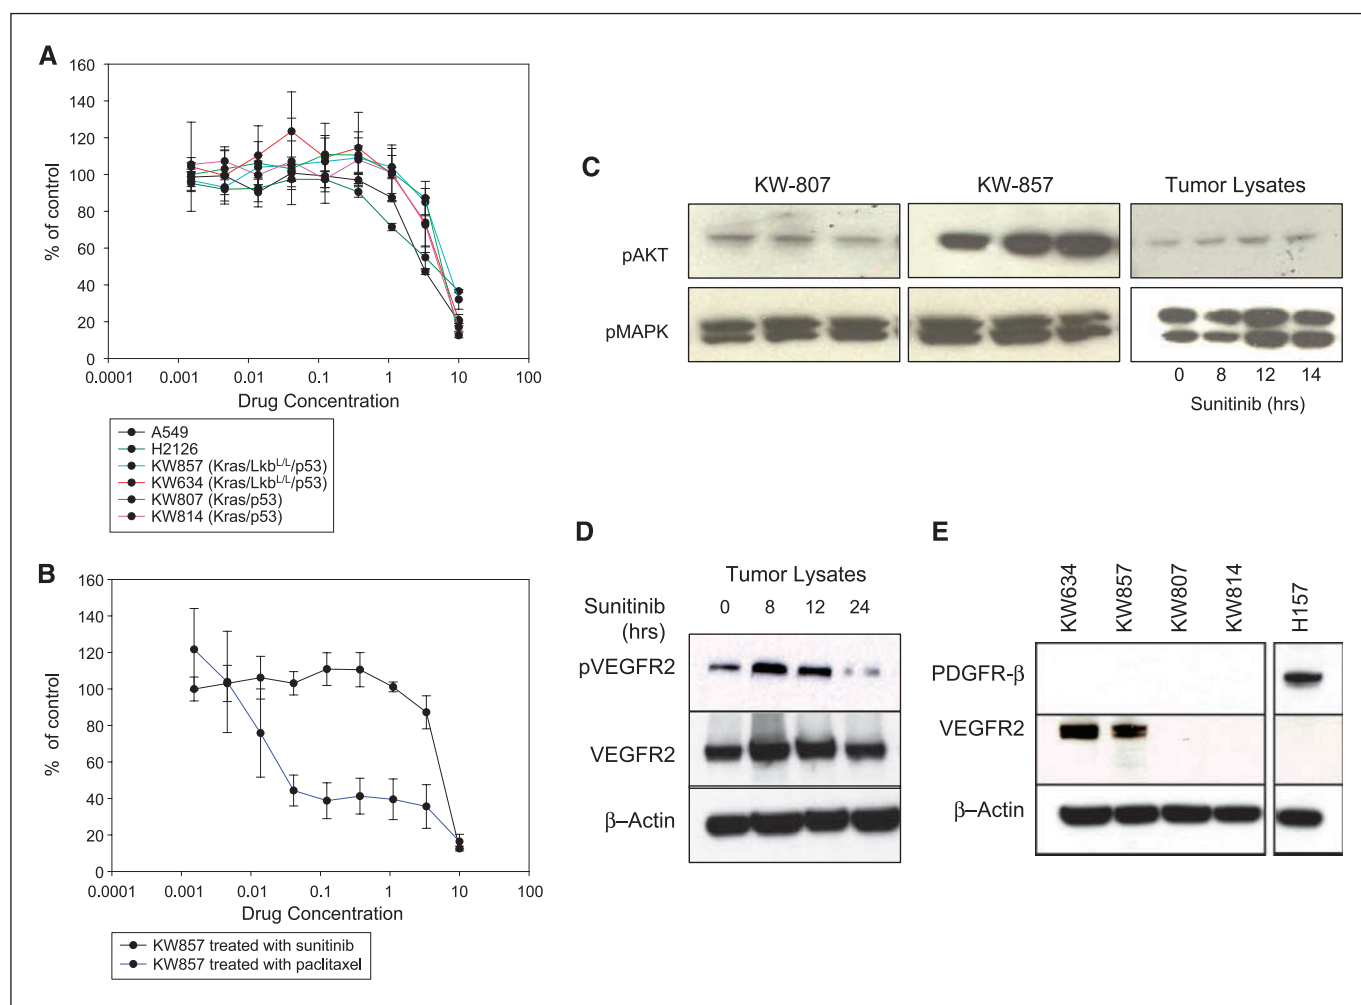 A
160
140
120
100
80
60
40
20
0
% of control
0.0001
0.001
0.01
0.1
1
10
100
Drug Concentration
A549
H2126
KW857 (Kras/Lkb^L/L/p53)
KW634 (Kras/Lkb^L/L/p53)
KW807 (Kras/p53)
KW814 (Kras/p53)
B
160
140
120
100
80
60
40
20
0
% of control
0.0001
0.001
0.01
0.1
1
10
100
Drug Concentration
KW857 treated with sunitinib
KW857 treated with paclitaxel
C
KW-807
KW-857
Tumor Lysates
pAKT
pMAPK
0 8 12 14
Sunitinib (hrs)
D
Tumor Lysates
Sunitinib 0 8 12 24
(hrs)
pVEGFR2
VEGFR2
β–Actin
E
KW634
KW857
KW807
KW814
H157
PDGFR-β
VEGFR2
β–Actin